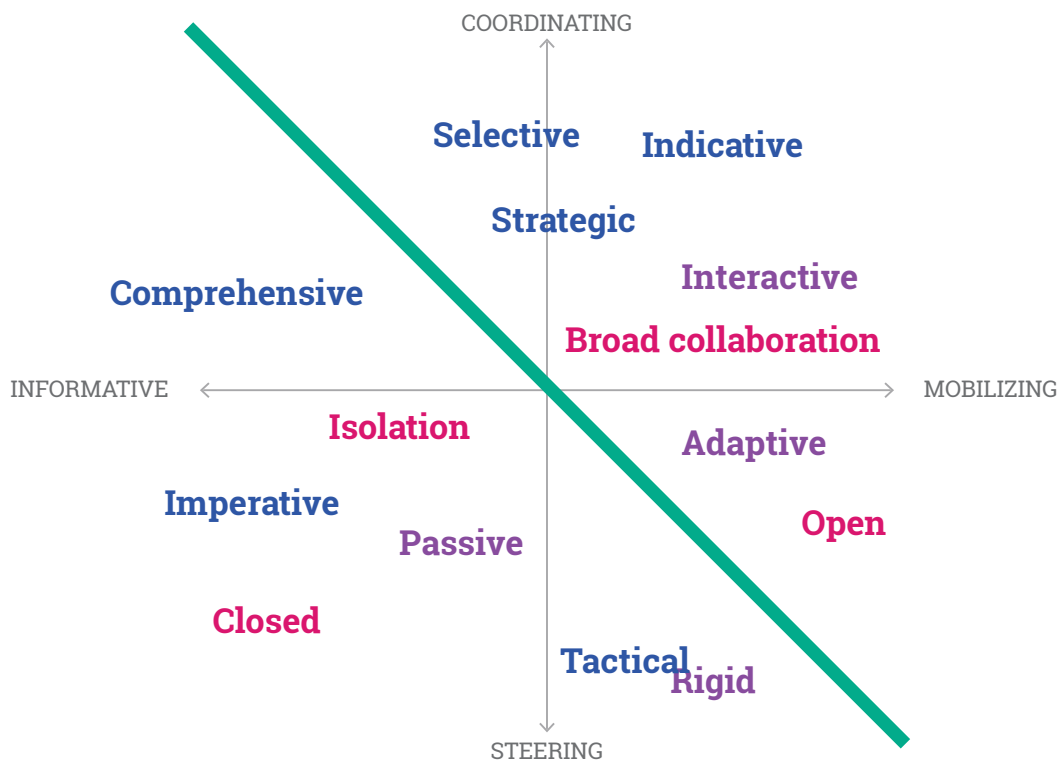 COORDINATING
Selective
Indicative
Strategic
Interactive
Comprehensive
Broad collaboration
INFORMATIVE
MOBILIZING
Isolation
Adaptive
Imperative
Open
Passive
Closed
Tactical
Rigid
STEERING